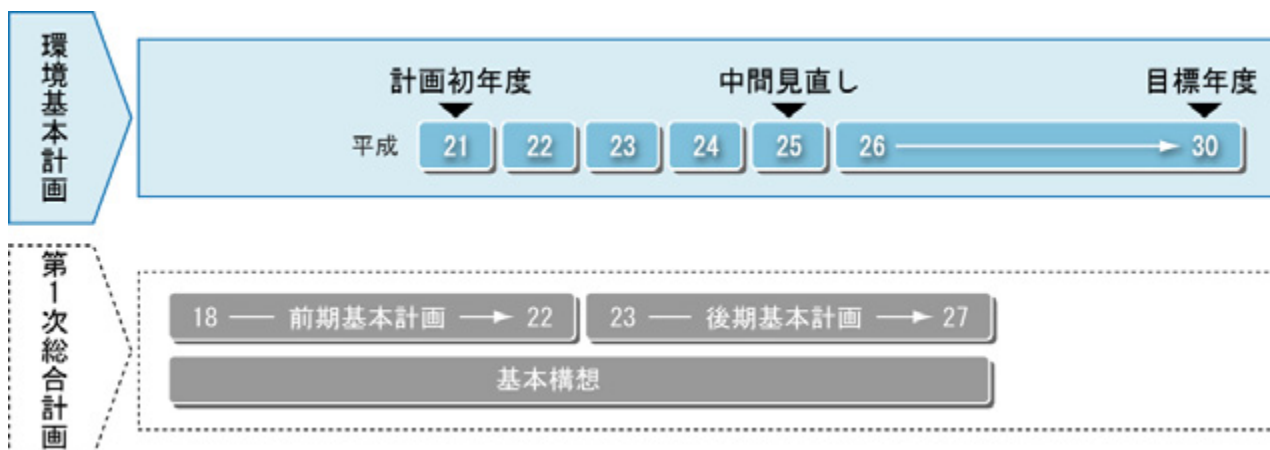 環境基本計画
計画初年度 中間見直し 目標年度
平成 21 22 23 24 25 26 30
第1次総合計画
18 前期基本計画 22 23 後期基本計画 27
基本構想